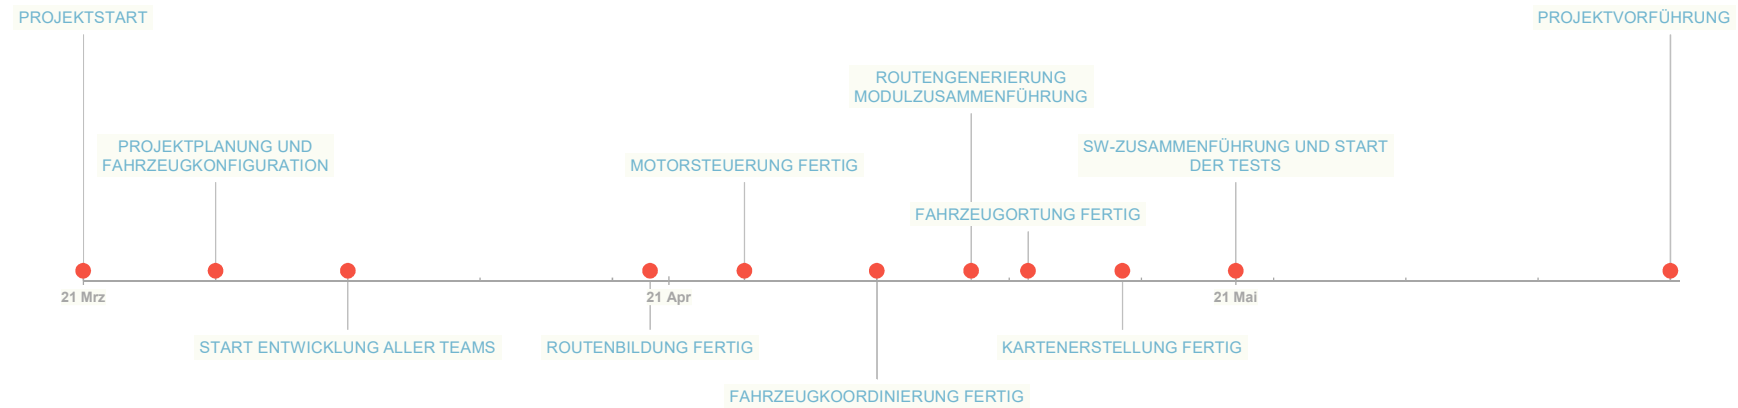 PROJEKTSTART
PROJEKTVORFÜHRUNG
ROUTENGENERIERUNG
MODULZUSAMMENFÜHRUNG
PROJEKTPLANUNG UND
FAHRZEUGKONFIGURATION
MOTORSTEUERUNG FERTIG
SW-ZUSAMMENFÜHRUNG UND START
DER TESTS
FAHRZEUGORTUNG FERTIG
21 Mrz
21 Apr
21 Mai
START ENTWICKLUNG ALLER TEAMS
ROUTENBILDUNG FERTIG
KARTENERSTELLUNG FERTIG
FAHRZEUGKOORDINIERUNG FERTIG